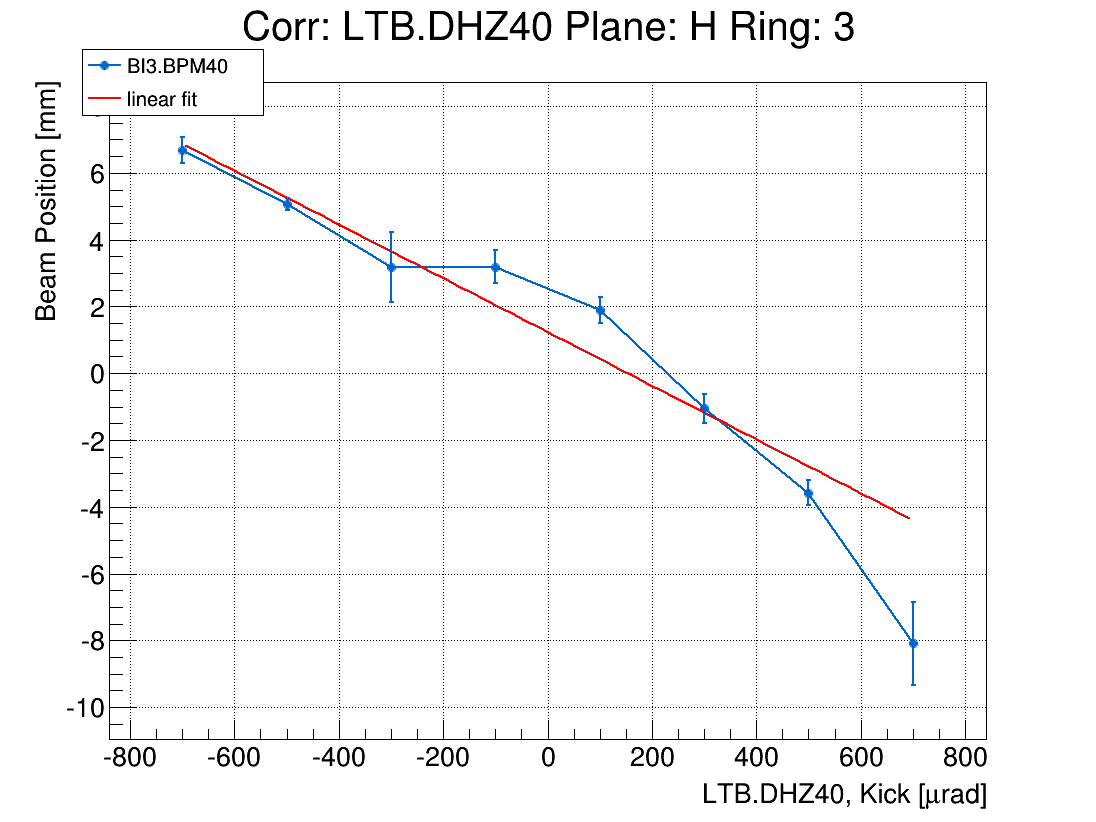 Corr: LTB.DHZ40 Plane: H Ring: 3
BI3.BPM40
linear fit
Beam Position [mm]
6
4
2
0
-2
-4
-6
-8
-10
-800 -600 -400 -200 0 200 400 600 800
LTB.DHZ40, Kick [μrad]